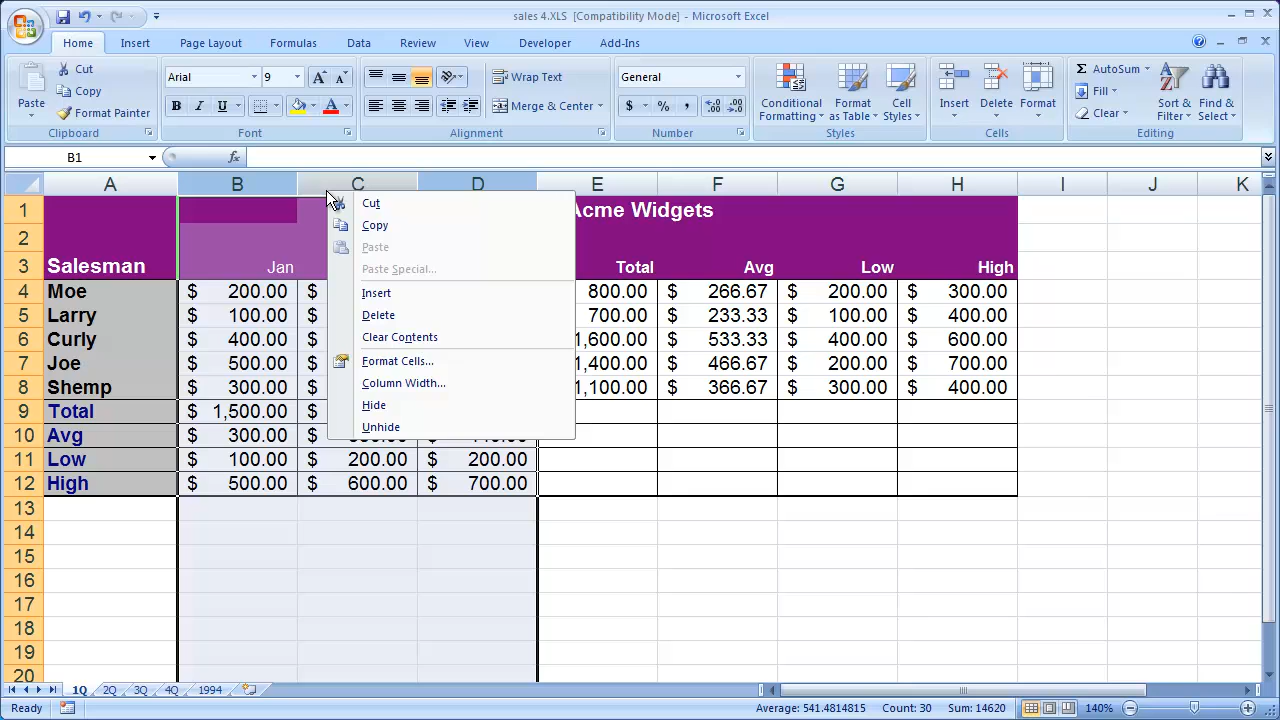 sales 4.XLS [Compatibility Mode] - Microsoft Excel
Home Insert Page Layout Formulas Data Review View Developer Add-Ins
Paste
Cut
Copy
Format Painter
Clipboard
Arial 9
B I U
Font
Wrap Text
Merge & Center
Alignment
General
$ % ,
Number
Conditional Formatting
Format as Table
Cell Styles
Styles
Insert
Delete
Format
Cells
AutoSum
Fill
Clear
Sort & Filter
Find & Select
Editing
B1 fx
A B C D E F G H I J K
1 Acme Widgets
2
3 Salesman Jan Total Avg Low High
4 Moe $ 200.00 $ 800.00 $ 266.67 $ 200.00 $ 300.00
5 Larry $ 100.00 $ 700.00 $ 233.33 $ 100.00 $ 400.00
6 Curly $ 400.00 $ 1,600.00 $ 533.33 $ 400.00 $ 600.00
7 Joe $ 500.00 $ 1,400.00 $ 466.67 $ 200.00 $ 700.00
8 Shemp $ 300.00 $ 1,100.00 $ 366.67 $ 300.00 $ 400.00
9 Total $ 1,500.00 $
10 Avg $ 300.00 $
11 Low $ 100.00 $ 200.00 $ 200.00
12 High $ 500.00 $ 600.00 $ 700.00
13
14
15
16
17
18
19
20
Cut
Copy
Paste
Paste Special...
Insert
Delete
Clear Contents
Format Cells...
Column Width...
Hide
Unhide
1Q 2Q 3Q 4Q 1994
Ready Average: 541.4814815 Count: 30 Sum: 14620 140%